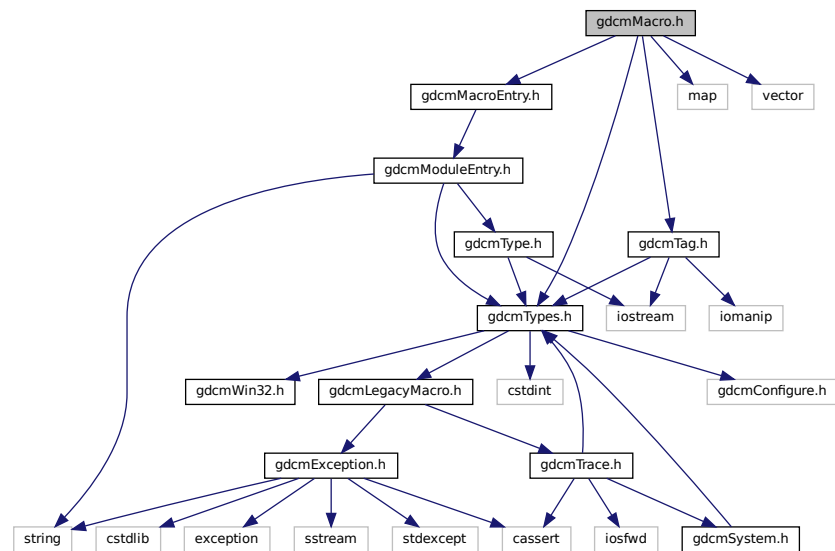 gdcmMacro.h
gdcmMacroEntry.h
map
vector
gdcmModuleEntry.h
gdcmType.h
gdcmTag.h
gdcmTypes.h
iostream
iomanip
gdcmWin32.h
gdcmLegacyMacro.h
cstdint
gdcmConfigure.h
gdcmException.h
gdcmTrace.h
string
cstdlib
exception
sstream
stdexcept
cassert
iosfwd
gdcmSystem.h